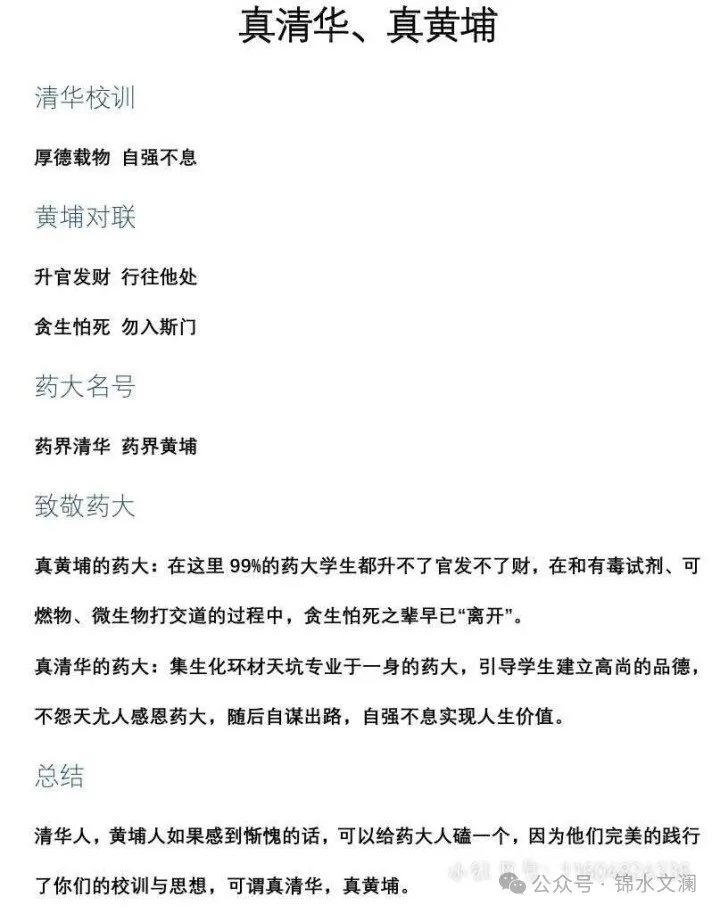 真清华、真黄埔
清华校训
厚德载物 自强不息
黄埔对联
升官发财 行往他处
贪生怕死 勿入斯门
药大名号
药界清华 药界黄埔
致敬药大
真黄埔的药大：在这里 99%的药大学生都升不了官发不了财，在和有毒试剂、可
燃物、微生物打交道的过程中，贪生怕死之辈早已“离开”。
真清华的药大：集生化环材天坑专业于一身的药大，引导学生建立高尚的品德，
不怨天尤人感恩药大，随后自谋出路，自强不息实现人生价值。
总结
清华人，黄埔人如果感到惭愧的话，可以给药大人磕一个，因为他们完美的践行
了你们的校训与思想，可谓真清华，真黄埔。
公众号 · 锦水文澜